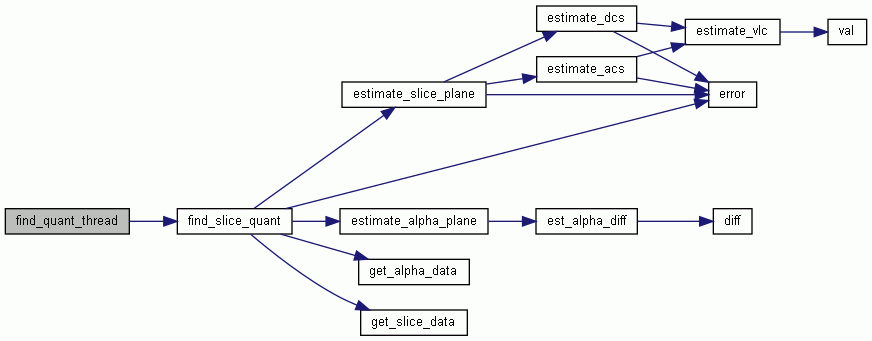 estimate_dcs
estimate_vlc
val
estimate_acs
estimate_slice_plane
error
find_quant_thread
find_slice_quant
estimate_alpha_plane
est_alpha_diff
diff
get_alpha_data
get_slice_data